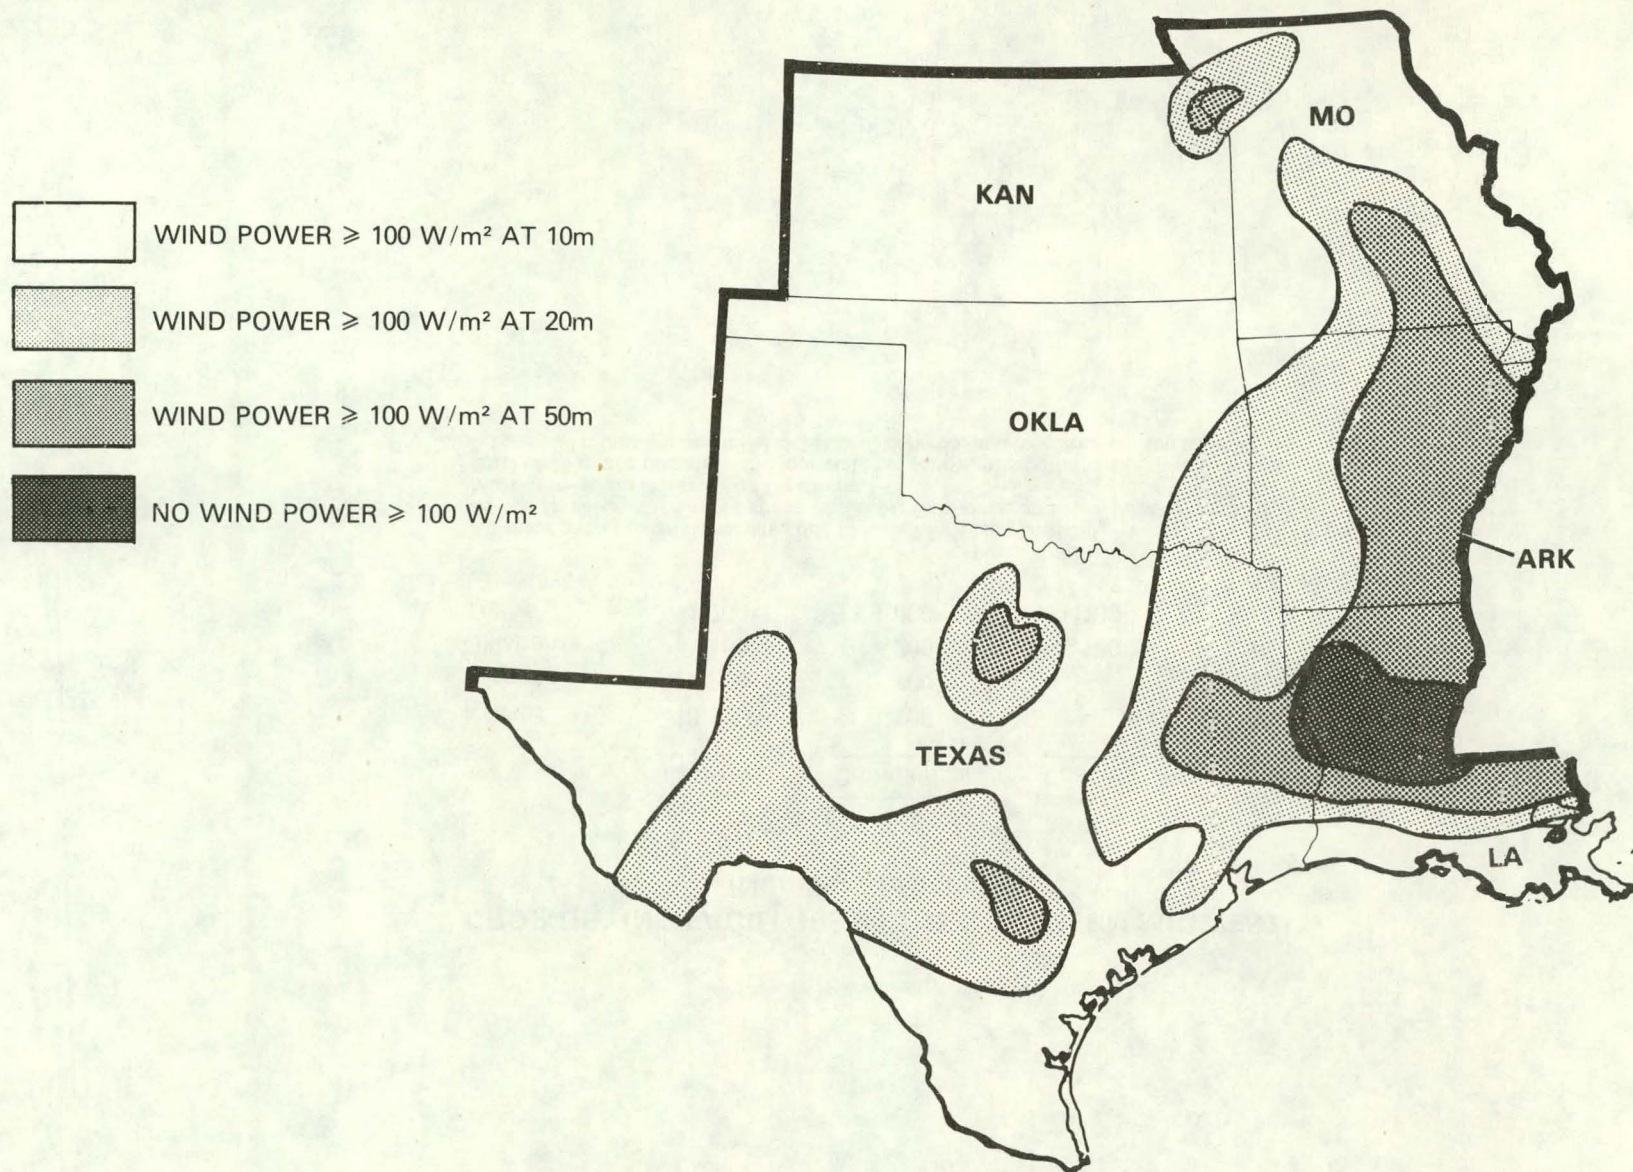 WIND POWER ⩾ 100 W/m² AT 10m
WIND POWER ⩾ 100 W/m² AT 20m
WIND POWER ⩾ 100 W/m² AT 50m
NO WIND POWER ⩾ 100 W/m²
MO
KAN
OKLA
ARK
TEXAS
LA